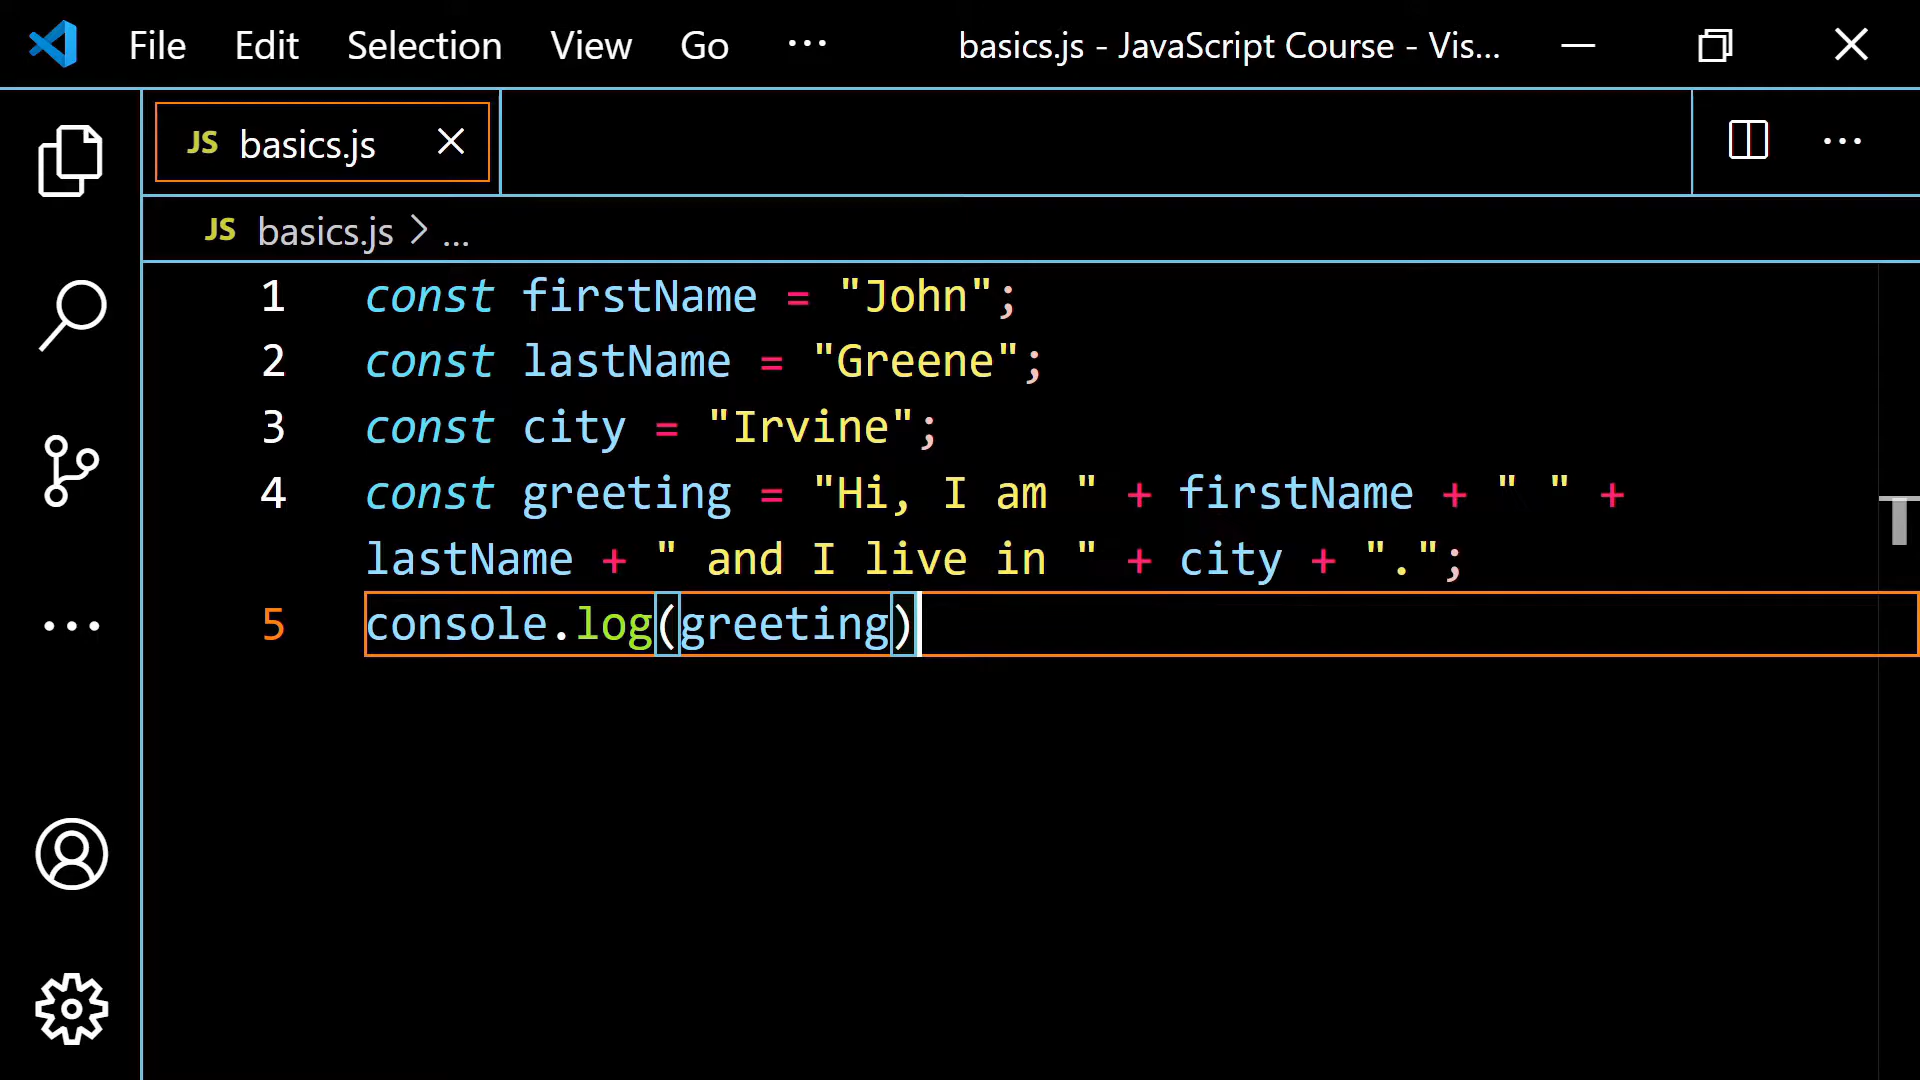 File Edit Selection View Go ... basics.js - JavaScript Course - Vis...
JS basics.js
JS basics.js > ...
1 const firstName = "John";
2 const lastName = "Greene";
3 const city = "Irvine";
4 const greeting = "Hi, I am " + firstName + " " +
lastName + " and I live in " + city + ".";
5 console.log(greeting)